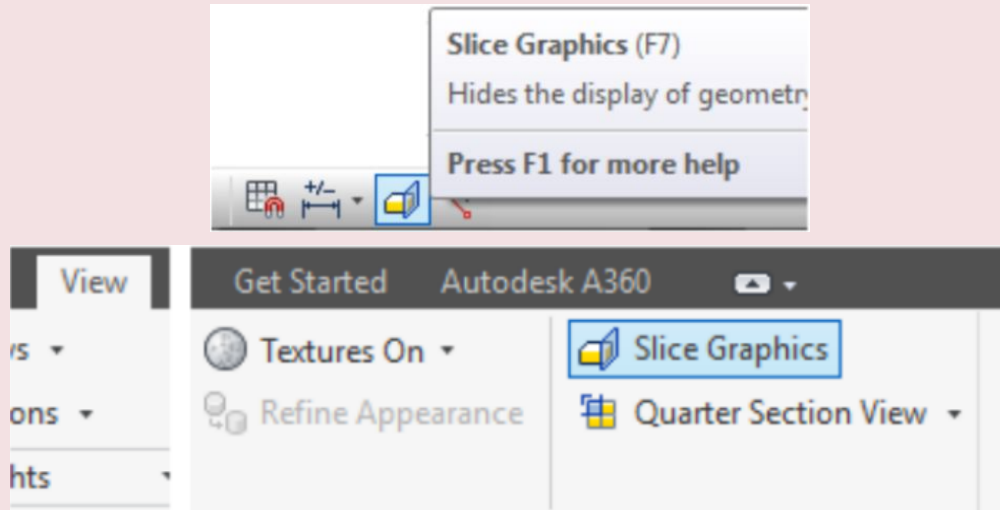 Slice Graphics (F7)
Hides the display of geometry
Press F1 for more help
+/-
View
Get Started Autodesk A360
Textures On Slice Graphics
ons Refine Appearance Quarter Section View
hts